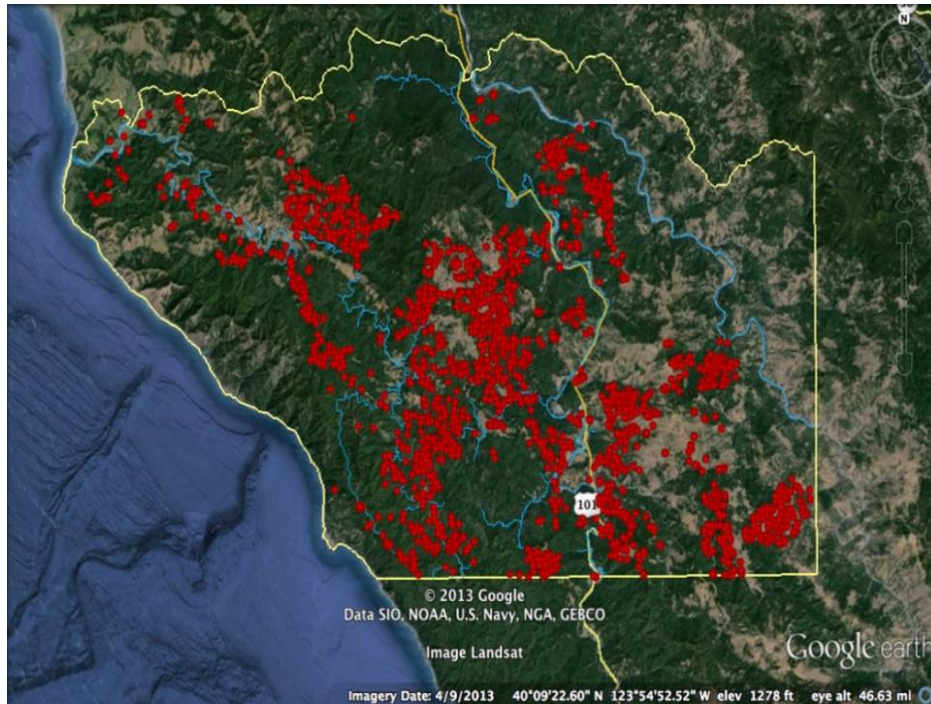 N
101
© 2013 Google
Data SIO, NOAA, U.S. Navy, NGA, GEBCO
Image Landsat
Google earth
Imagery Date: 4/9/2013 40°09'22.60" N 123°54'52.52" W elev 1278 ft eye alt 46.63 mi